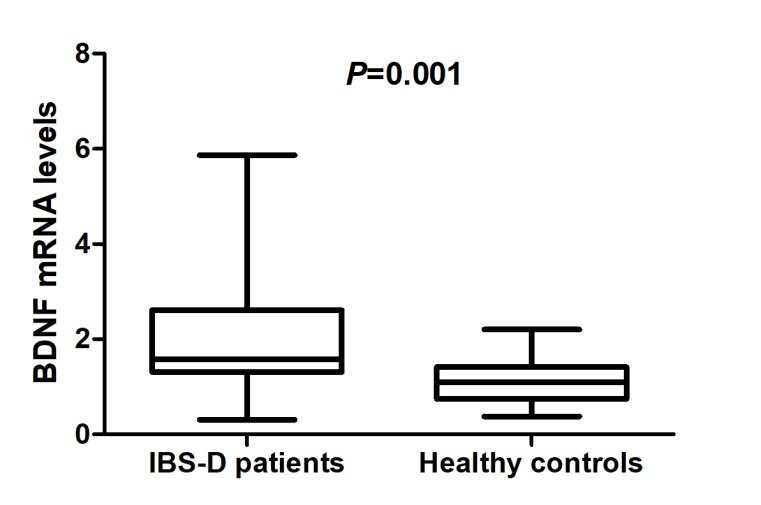 P=0.001
BDNF mRNA levels
8
6
4
2
0
IBS-D patients
Healthy controls